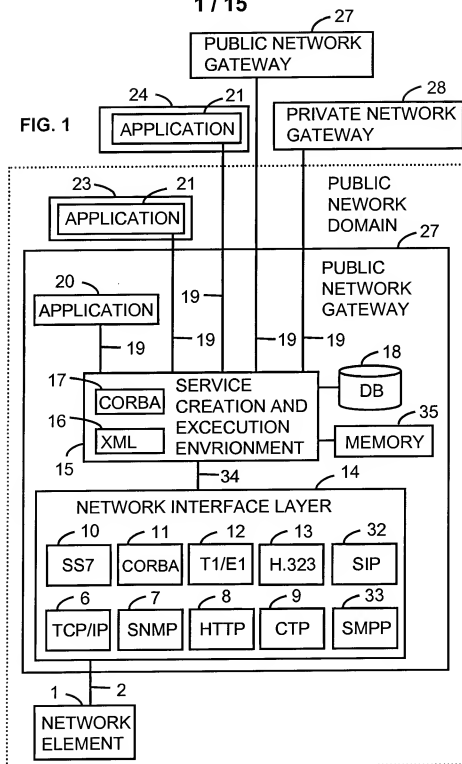 1 / 15
27
PUBLIC NETWORK
GATEWAY
24
21
APPLICATION
28
PRIVATE NETWORK
GATEWAY
FIG. 1
23
21
APPLICATION
PUBLIC
NEWORK
DOMAIN
27
PUBLIC
NETWORK
GATEWAY
20
APPLICATION
19
19
19
19
19
18
DB
17
CORBA
16
XML
15
SERVICE
CREATION AND
EXCECUTION
ENVRIONMENT
35
MEMORY
34
14
NETWORK INTERFACE LAYER
10
11
12
13
32
SS7
CORBA
T1/E1
H.323
SIP
6
7
8
9
33
TCP/IP
SNMP
HTTP
CTP
SMPP
1
2
NETWORK
ELEMENT